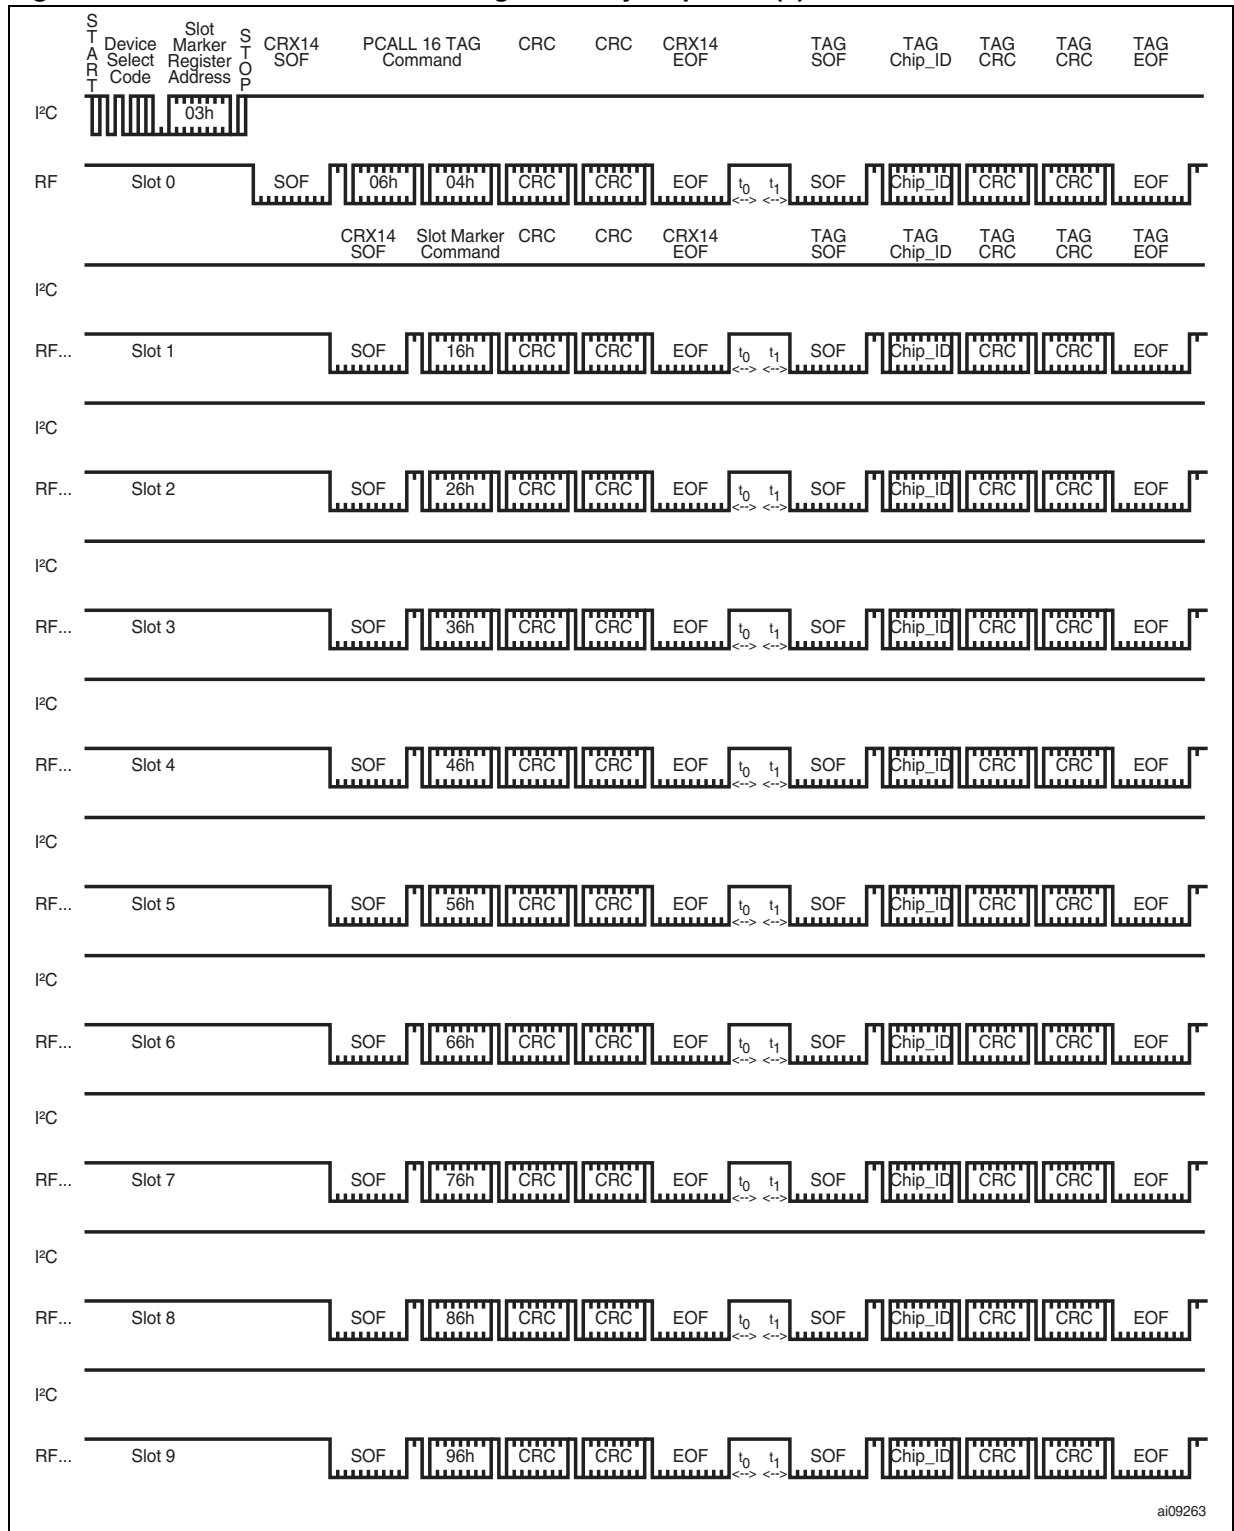 START Device Select Code Slot Marker Register Address STOP CRX14 SOF PCALL 16 TAG Command CRC CRC CRX14 EOF TAG SOF TAG Chip_ID TAG CRC TAG CRC TAG EOF
I²C 03h
RF Slot 0 SOF 06h 04h CRC CRC EOF t0 t1 SOF Chip_ID CRC CRC EOF
<--> <-->
CRX14 SOF Slot Marker Command CRC CRC CRX14 EOF TAG SOF TAG Chip_ID TAG CRC TAG CRC TAG EOF
I²C
RF... Slot 1 SOF 16h CRC CRC EOF t0 t1 SOF Chip_ID CRC CRC EOF
<--> <-->
I²C
RF... Slot 2 SOF 26h CRC CRC EOF t0 t1 SOF Chip_ID CRC CRC EOF
<--> <-->
I²C
RF... Slot 3 SOF 36h CRC CRC EOF t0 t1 SOF Chip_ID CRC CRC EOF
<--> <-->
I²C
RF... Slot 4 SOF 46h CRC CRC EOF t0 t1 SOF Chip_ID CRC CRC EOF
<--> <-->
I²C
RF... Slot 5 SOF 56h CRC CRC EOF t0 t1 SOF Chip_ID CRC CRC EOF
<--> <-->
I²C
RF... Slot 6 SOF 66h CRC CRC EOF t0 t1 SOF Chip_ID CRC CRC EOF
<--> <-->
I²C
RF... Slot 7 SOF 76h CRC CRC EOF t0 t1 SOF Chip_ID CRC CRC EOF
<--> <-->
I²C
RF... Slot 8 SOF 86h CRC CRC EOF t0 t1 SOF Chip_ID CRC CRC EOF
<--> <-->
I²C
RF... Slot 9 SOF 96h CRC CRC EOF t0 t1 SOF Chip_ID CRC CRC EOF
<--> <-->
ai09263